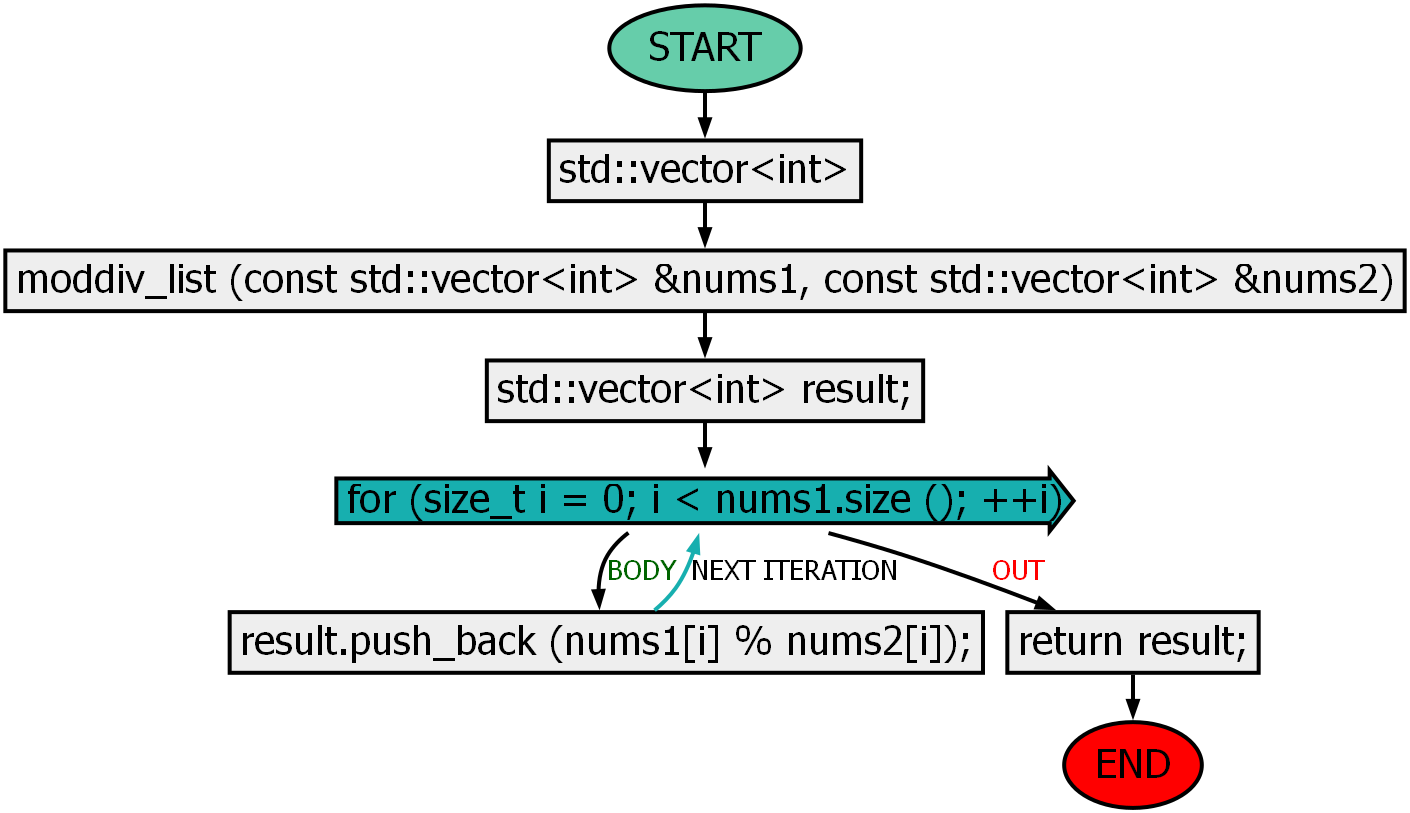 START
std::vector<int>
moddiv_list (const std::vector<int> &nums1, const std::vector<int> &nums2)
std::vector<int> result;
for (size_t i = 0; i < nums1.size (); ++i)
BODY
NEXT ITERATION
OUT
result.push_back (nums1[i] % nums2[i]);
return result;
END